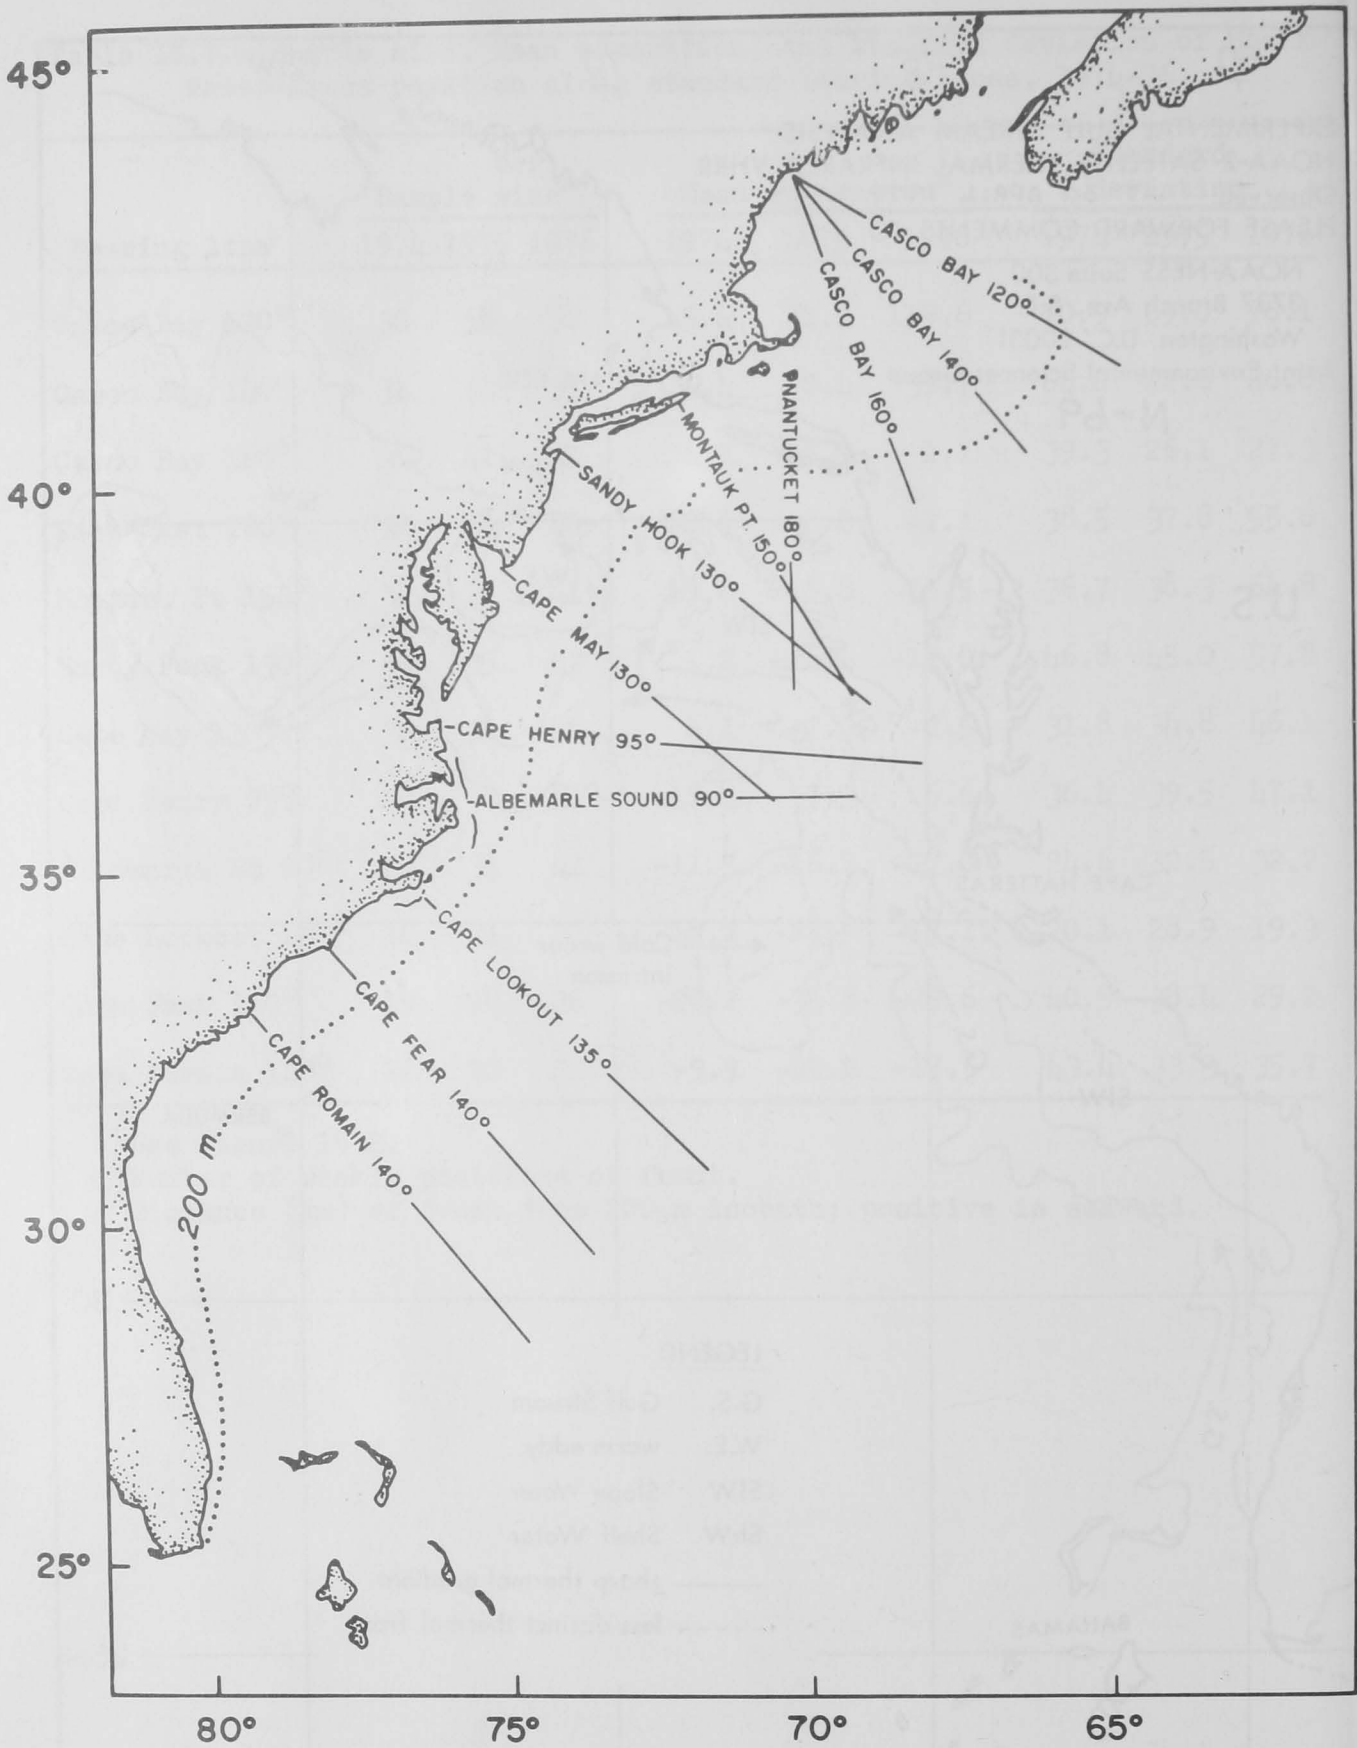 45°
40°
35°
30°
25°
80°
75°
70°
65°
CASCO BAY 120°
CASCO BAY 140°
CASCO BAY 160°
NANTUCKET 180°
MONTAUK PT. 150°
SANDY HOOK 130°
CAPE MAY 130°
CAPE HENRY 95°
ALBEMARLE SOUND 90°
CAPE LOOKOUT 135°
CAPE FEAR 140°
CAPE ROMAIN 140°
200 m.